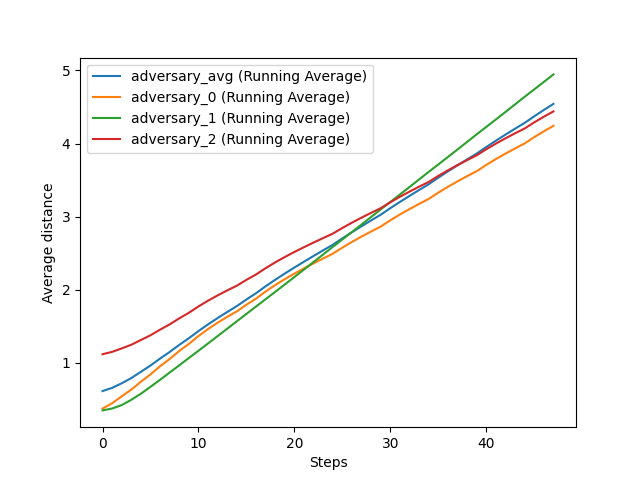 adversary_avg (Running Average)
adversary_0 (Running Average)
adversary_1 (Running Average)
adversary_2 (Running Average)
Average distance
5
4
3
2
1
0
10
20
30
40
Steps